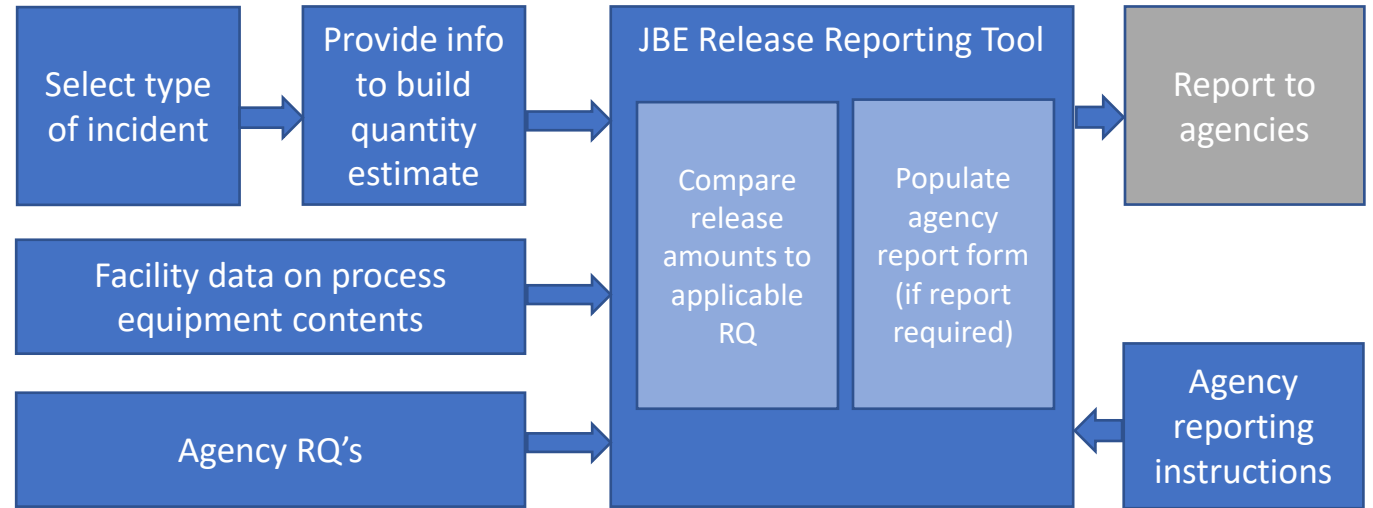 Select type
of incident
Provide info
to build
quantity
estimate
JBE Release Reporting Tool
Compare
release
amounts to
applicable
RQ
Populate
agency
report form
(if report
required)
Report to
agencies
Facility data on process
equipment contents
Agency RQ's
Agency
reporting
instructions